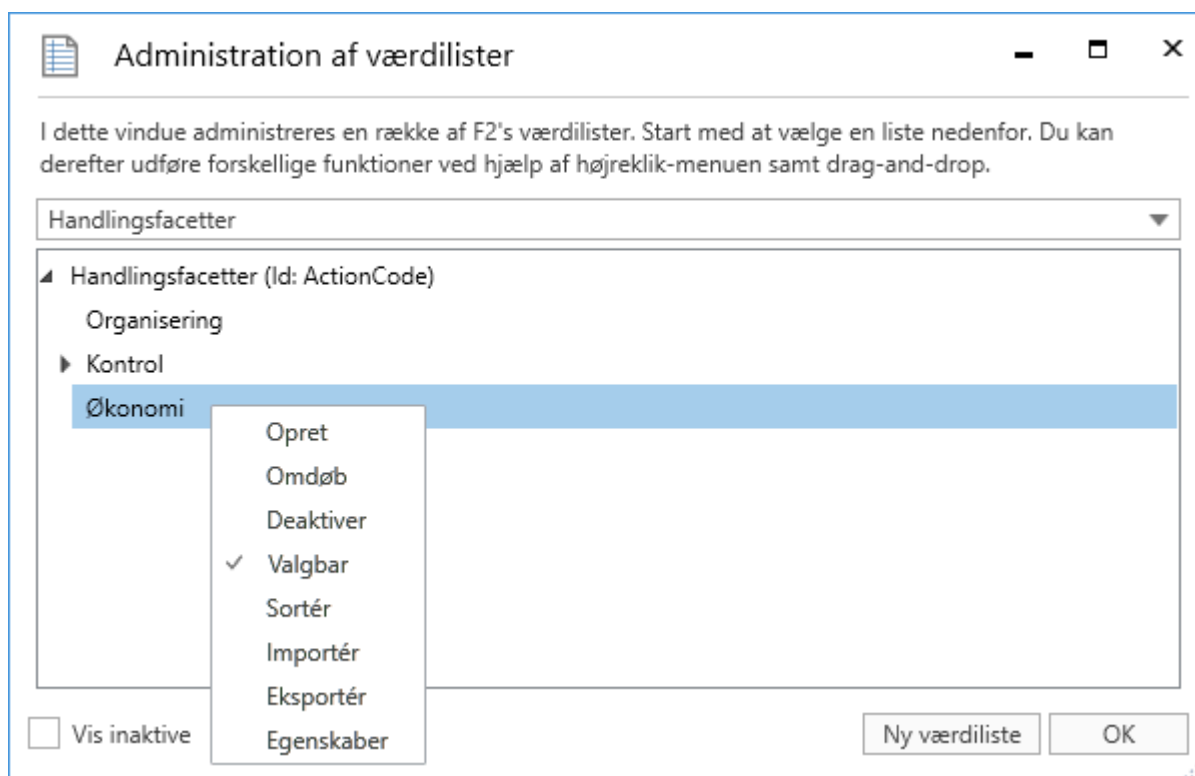 Administration af værdilister
I dette vindue administreres en række af F2's værdilister. Start med at vælge en liste nedenfor. Du kan
derefter udføre forskellige funktioner ved hjælp af højreklik-menuen samt drag-and-drop.
Handlingsfacetter
Handlingsfacetter (Id: ActionCode)
Organisering
Kontrol
Økonomi
Opret
Omdøb
Deaktiver
Valgbar
Sortér
Importér
Eksportér
Egenskaber
Vis inaktive
Ny værdiliste
OK